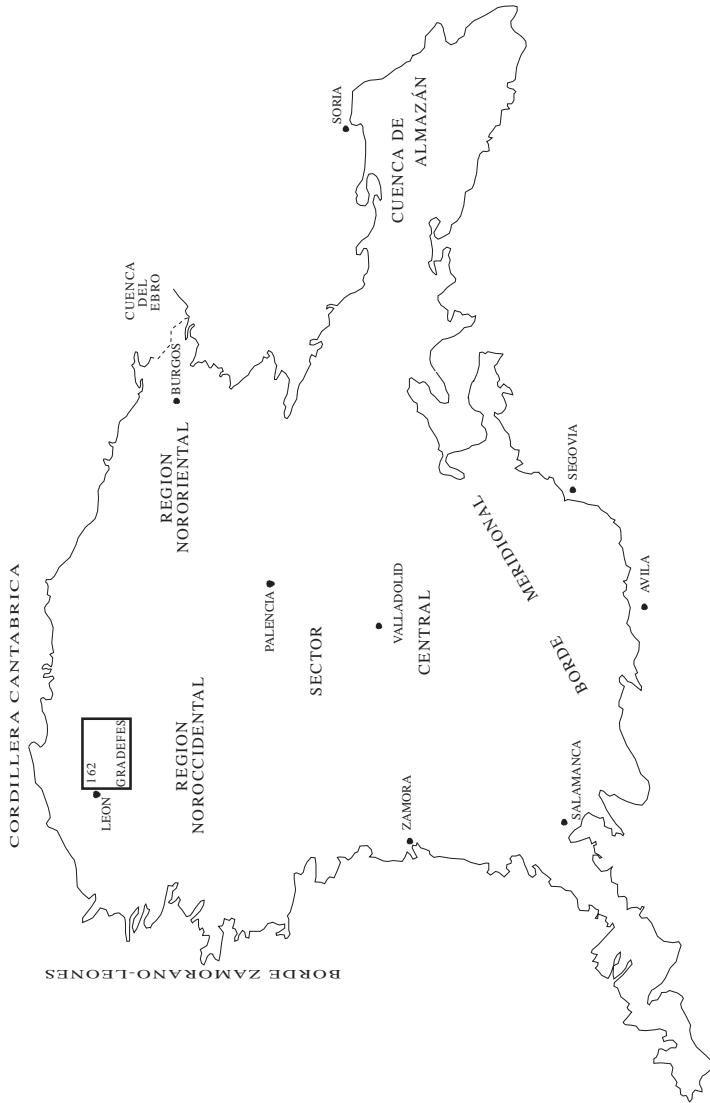 CORDILLERA CANTABRICA
162
GRADEFES
LEON
REGION
NOROCCIDENTAL
REGION
NORORIENTAL
BURGOS
CUENCA
DEL
EBRO
SORIA
CUENCA DE
ALMAZÁN
PALENCIA
SECTOR
CENTRAL
VALLADOLID
ZAMORA
BORDE ZAMORANO-LEONES
BORDE MERIDIONAL
SEGOVIA
AVILA
SALAMANCA